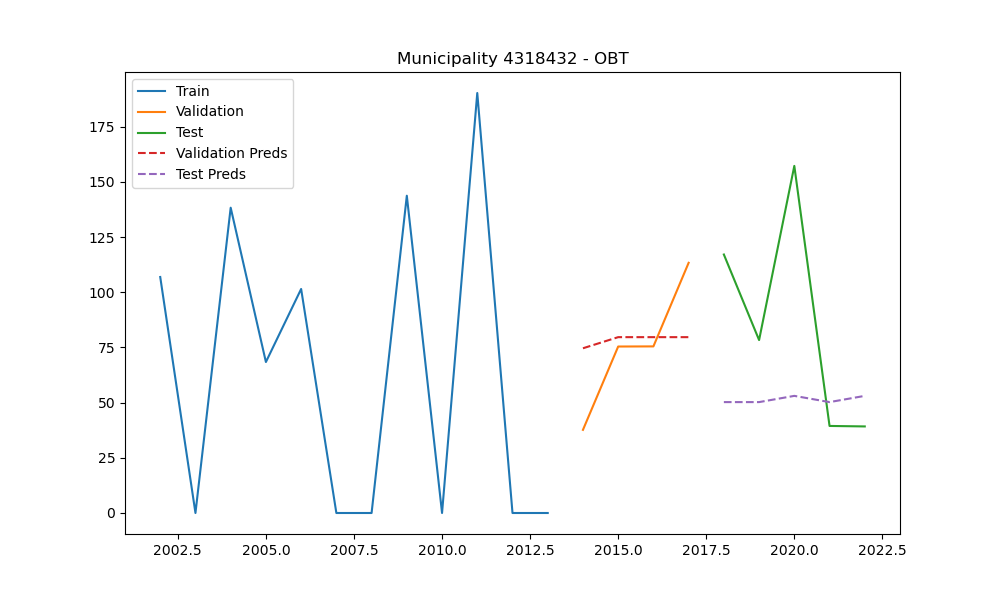 Municipality 4318432 - OBT
Train
Validation
Test
Validation Preds
Test Preds
175
150
125
100
75
50
25
0
2002.5 2005.0 2007.5 2010.0 2012.5 2015.0 2017.5 2020.0 2022.5